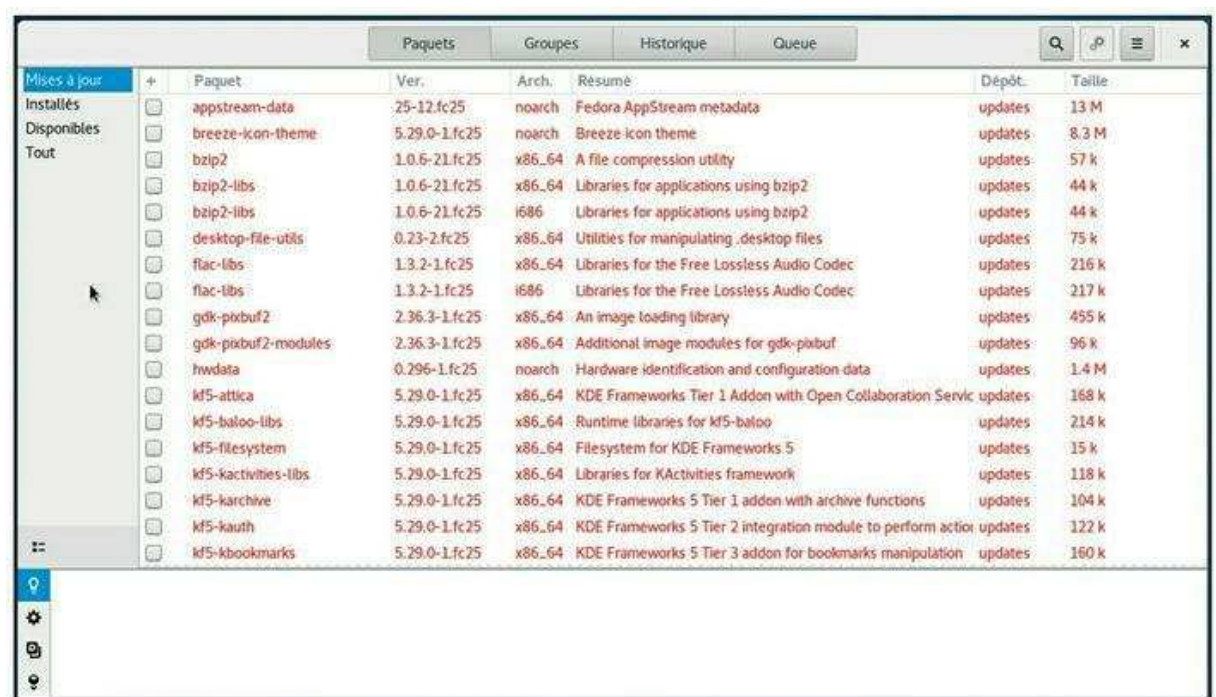 Paquets Groupes Historique Queue
Mises à jour
Installés
Disponibles
Tout
+ Paquet Ver. Arch. Résumé Dépôt. Taille
appstream-data 25-12.fc25 noarch Fedora AppStream metadata updates 13 M
breeze-icon-theme 5.29.0-1.fc25 noarch Breeze icon theme updates 8.3 M
bzip2 1.0.6-21.fc25 x86_64 A file compression utility updates 57 k
bzip2-libs 1.0.6-21.fc25 x86_64 Libraries for applications using bzip2 updates 44 k
bzip2-libs 1.0.6-21.fc25 i686 Libraries for applications using bzip2 updates 44 k
desktop-file-utils 0.23-2.fc25 x86_64 Utilities for manipulating .desktop files updates 75 k
flac-libs 1.3.2-1.fc25 x86_64 Libraries for the Free Lossless Audio Codec updates 216 k
flac-libs 1.3.2-1.fc25 i686 Libraries for the Free Lossless Audio Codec updates 217 k
gdk-pixbuf2 2.36.3-1.fc25 x86_64 An image loading library updates 455 k
gdk-pixbuf2-modules 2.36.3-1.fc25 x86_64 Additional image modules for gdk-pixbuf updates 96 k
hwdata 0.296-1.fc25 noarch Hardware identification and configuration data updates 1.4 M
kf5-attica 5.29.0-1.fc25 x86_64 KDE Frameworks Tier 1 Addon with Open Collaboration Servic updates 168 k
kf5-baloo-libs 5.29.0-1.fc25 x86_64 Runtime libraries for kf5-baloo updates 214 k
kf5-filesystem 5.29.0-1.fc25 x86_64 Filesystem for KDE Frameworks 5 updates 15 k
kf5-kactivities-libs 5.29.0-1.fc25 x86_64 Libraries for KActivities framework updates 118 k
kf5-karchive 5.29.0-1.fc25 x86_64 KDE Frameworks 5 Tier 1 addon with archive functions updates 104 k
kf5-kauth 5.29.0-1.fc25 x86_64 KDE Frameworks 5 Tier 2 integration module to perform action updates 122 k
kf5-kbookmarks 5.29.0-1.fc25 x86_64 KDE Frameworks 5 Tier 3 addon for bookmarks manipulation updates 160 k